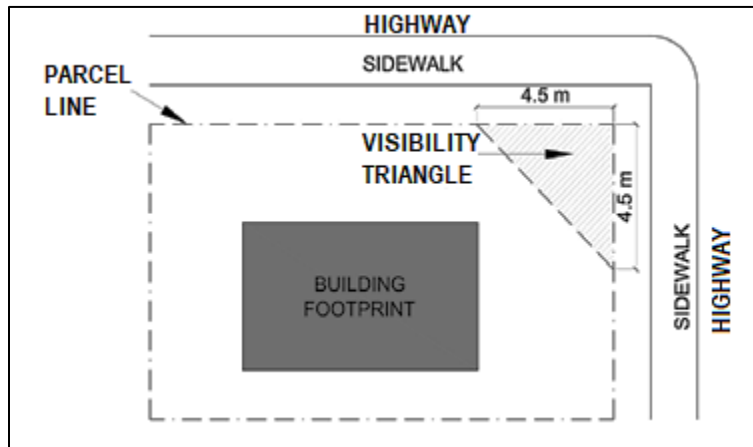 HIGHWAY
SIDEWALK
PARCEL
LINE
4.5 m
VISIBILITY
TRIANGLE
4.5 m
SIDEWALK
HIGHWAY
BUILDING
FOOTPRINT